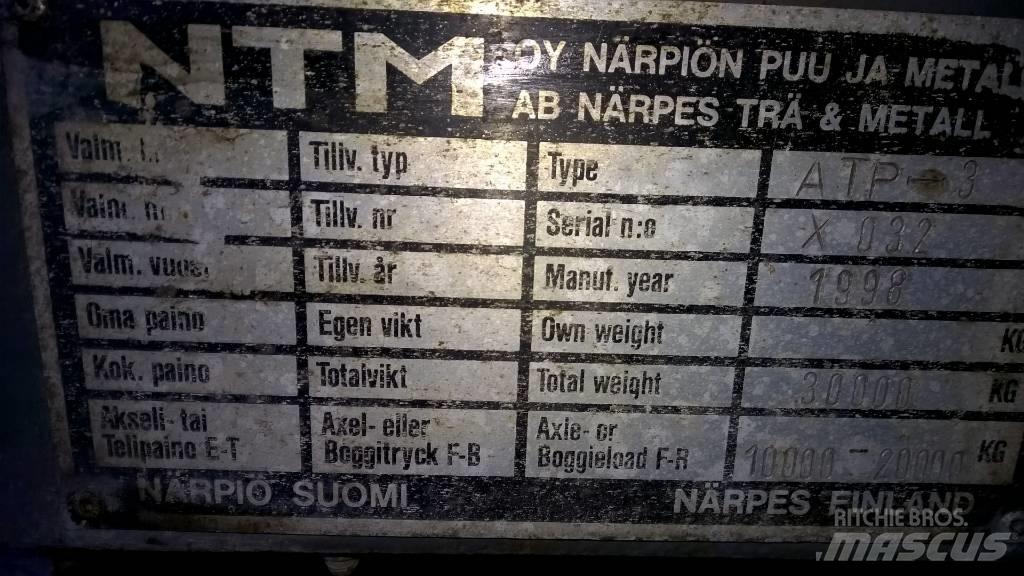 NTM OY NÄRPIÖN PUU JA METALLI
AB NÄRPES TRÄ & METALL
Valm. Tillv. typ Type ATP-3
Valm. nr Tillv. nr Serial n:o X 032
Valm. vuosi Tillv. år Manuf. year 1998
Oma paino Egen vikt Own weight KG
Kok. paino Totalvikt Total weight 30000 KG
Akseli- tai Axel- eller Axle- or
Telipaino E-T Boggitryck F-B Boggieload F-R 10000-20000 KG
NÄRPIÖ SUOMI NÄRPES FINLAND
RITCHIE BROS.
MASCUS